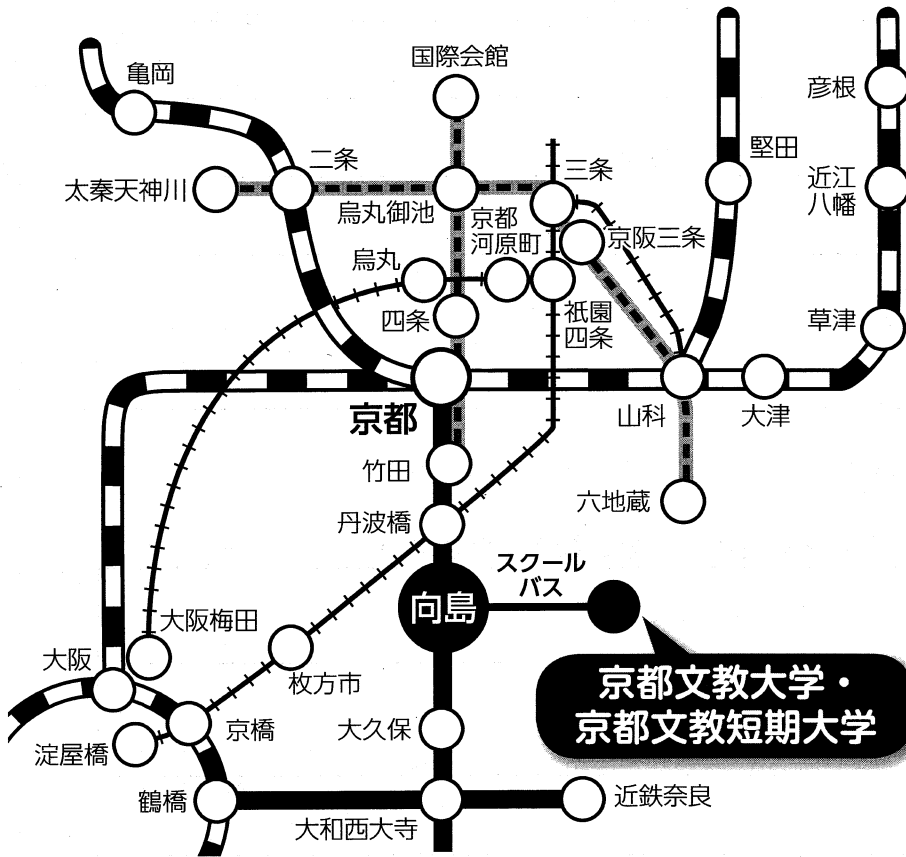 国際会館
亀岡
彦根
二条
三条
堅田
太秦天神川
烏丸御池
近江
八幡
京都
河原町
京阪三条
烏丸
四条
祇園
四条
草津
京都
山科
大津
竹田
六地蔵
丹波橋
スクール
バス
向島
大阪梅田
大阪
枚方市
京都文教大学・
京都文教短期大学
京橋
大久保
淀屋橋
鶴橋
近鉄奈良
大和西大寺